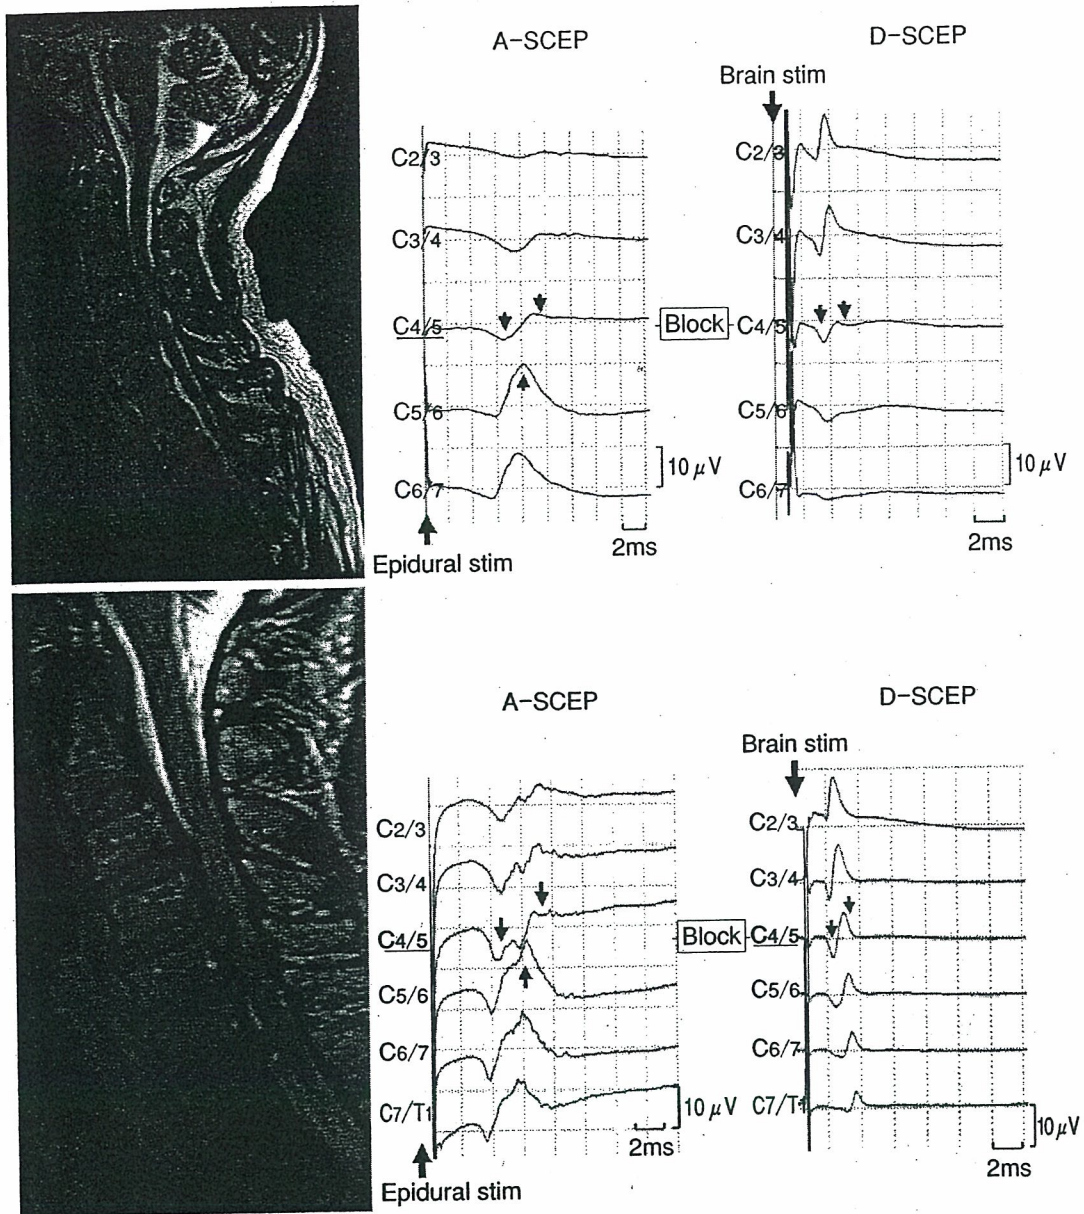 A-SCEP
D-SCEP
Brain stim
C2/3
C2/3
C3/4
C3/4
C4/5
Block
C4/5
C5/6
C5/6
10 μV
10 μV
C6/7
C6/7
2ms
2ms
Epidural stim
A-SCEP
D-SCEP
Brain stim
C2/3
C2/3
C3/4
C3/4
C4/5
Block
C4/5
C5/6
C5/6
C6/7
C6/7
C7/T1
10 μV
C7/T1
10 μV
2ms
2ms
Epidural stim